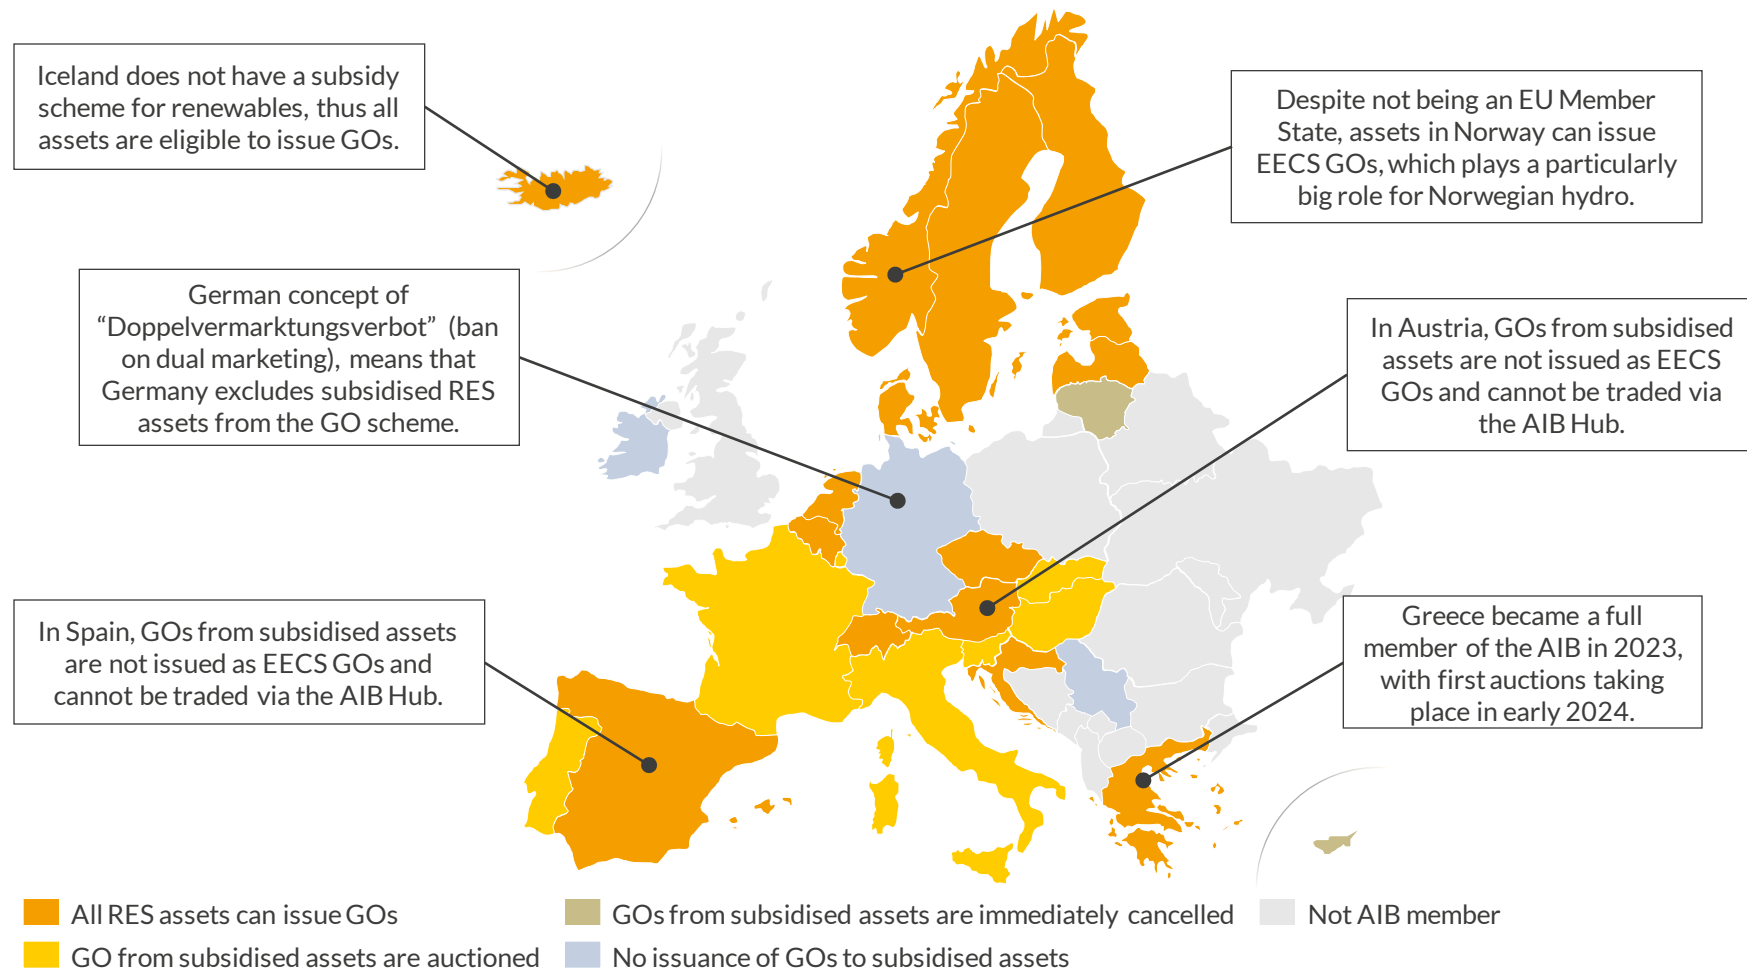 Iceland does not have a subsidy
scheme for renewables, thus all
assets are eligible to issue GOs.
Despite not being an EU Member
State, assets in Norway can issue
EECS GOs, which plays a particularly
big role for Norwegian hydro.
German concept of
“Doppelvermarktungsverbot” (ban
on dual marketing), means that
Germany excludes subsidised RES
assets from the GO scheme.
In Austria, GOs from subsidised
assets are not issued as EECS
GOs and cannot be traded via
the AIB Hub.
In Spain, GOs from subsidised assets
are not issued as EECS GOs and
cannot be traded via the AIB Hub.
Greece became a full
member of the AIB in 2023,
with first auctions taking
place in early 2024.
All RES assets can issue GOs
GOs from subsidised assets are immediately cancelled
Not AIB member
GO from subsidised assets are auctioned
No issuance of GOs to subsidised assets